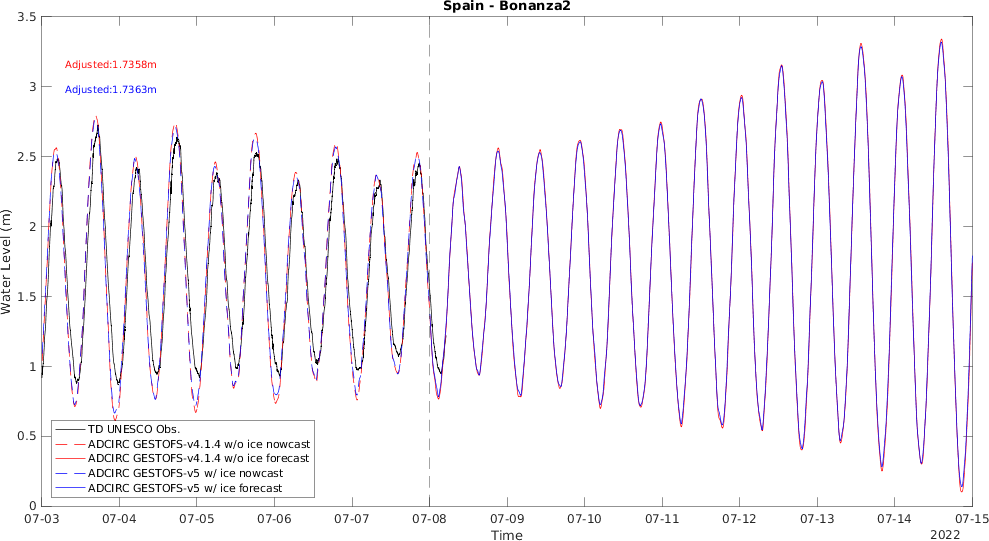 Spain - Bonanza2
3.5
3
2.5
2
1.5
1
0.5
0
Water Level (m)
Adjusted:1.7358m
Adjusted:1.7363m
TD UNESCO Obs.
ADCIRC GESTOFS-v4.1.4 w/o ice nowcast
ADCIRC GESTOFS-v4.1.4 w/o ice forecast
ADCIRC GESTOFS-v5 w/ ice nowcast
ADCIRC GESTOFS-v5 w/ ice forecast
07-03 07-04 07-05 07-06 07-07 07-08 07-09 07-10 07-11 07-12 07-13 07-14 07-15
Time
2022